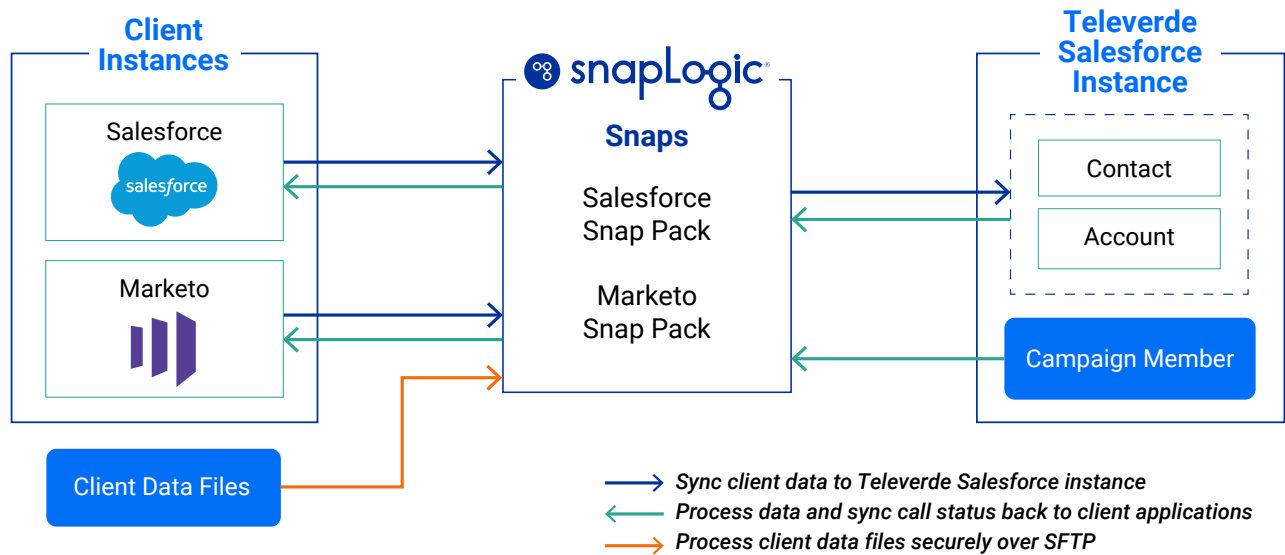 Client
Instances
Salesforce
salesforce
Marketo
Client Data Files
snapLogic
Snaps
Salesforce
Snap Pack
Marketo
Snap Pack
Televerde
Salesforce
Instance
Contact
Account
Campaign Member
Sync client data to Televerde Salesforce instance
Process data and sync call status back to client applications
Process client data files securely over SFTP